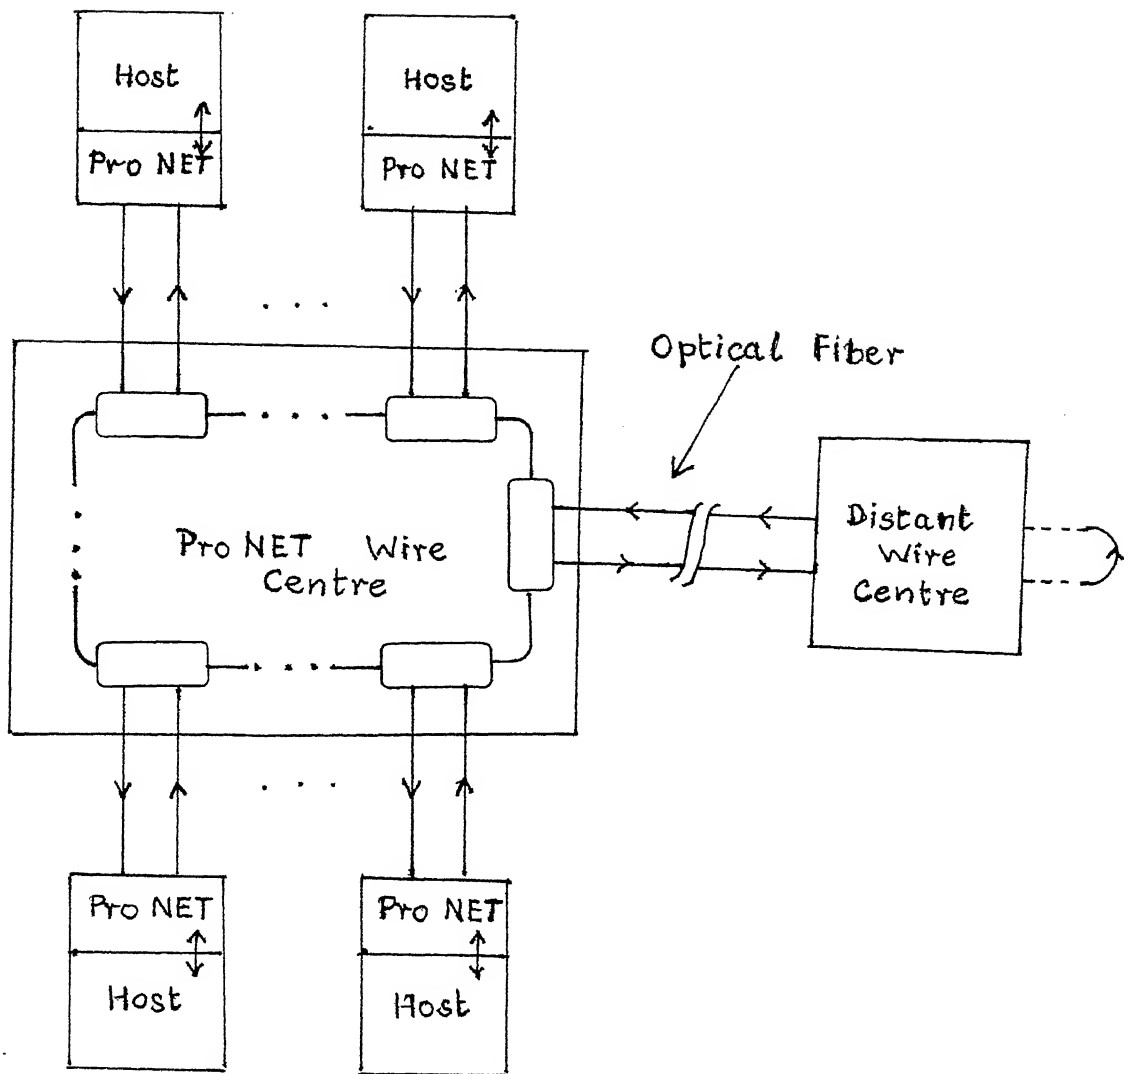 Host
Host
Pro NET
Pro NET
Optical Fiber
Pro NET Wire
Centre
Distant
Wire
Centre
Pro NET
Pro NET
Host
Host